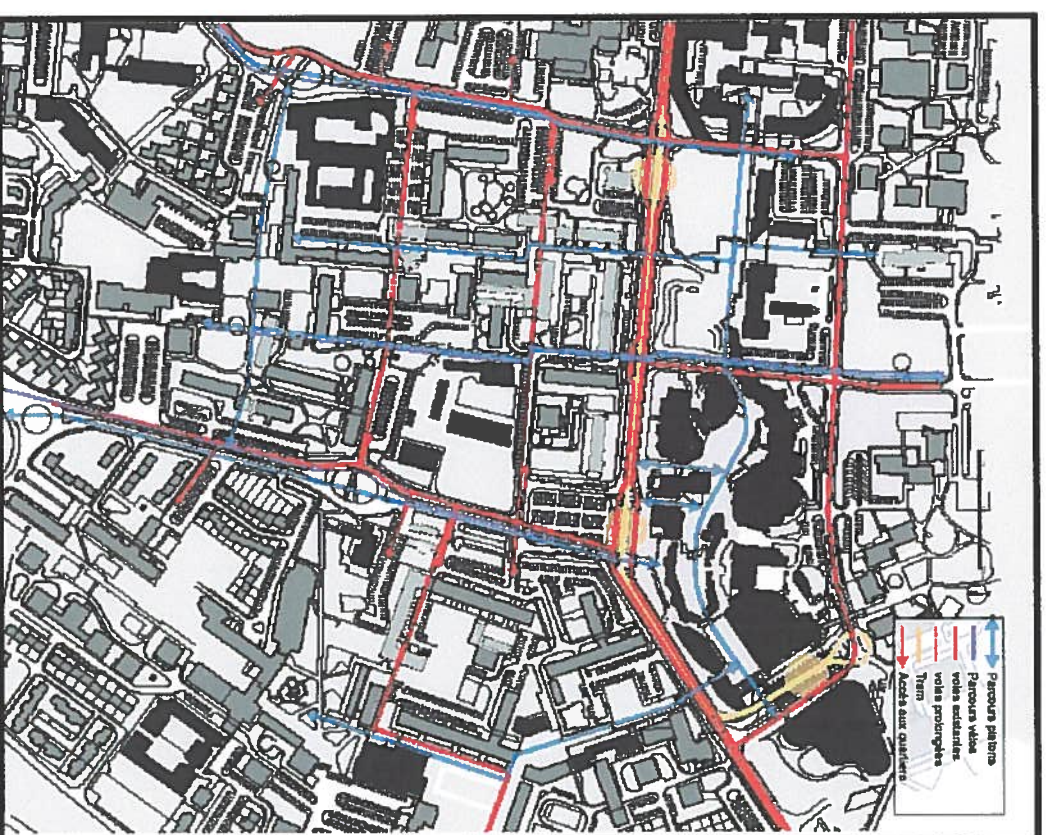 Parcours piétons
Parcours vélos
voies existantes
voies prolongées
Tram
Accès aux quartiers